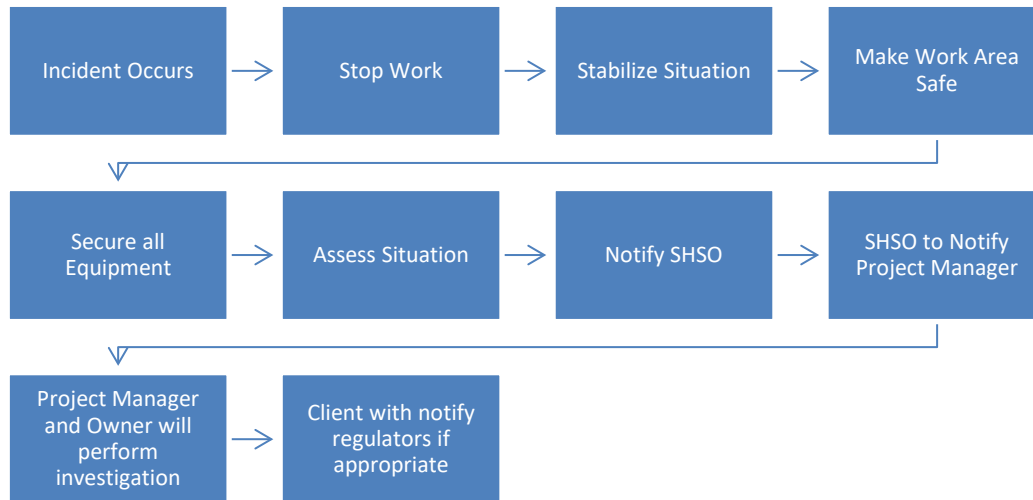 Incident Occurs
Stop Work
Stabilize Situation
Make Work Area
Safe
Secure all
Equipment
Assess Situation
Notify SHSO
SHSO to Notify
Project Manager
Project Manager
and Owner will
perform
investigation
Client with notify
regulators if
appropriate